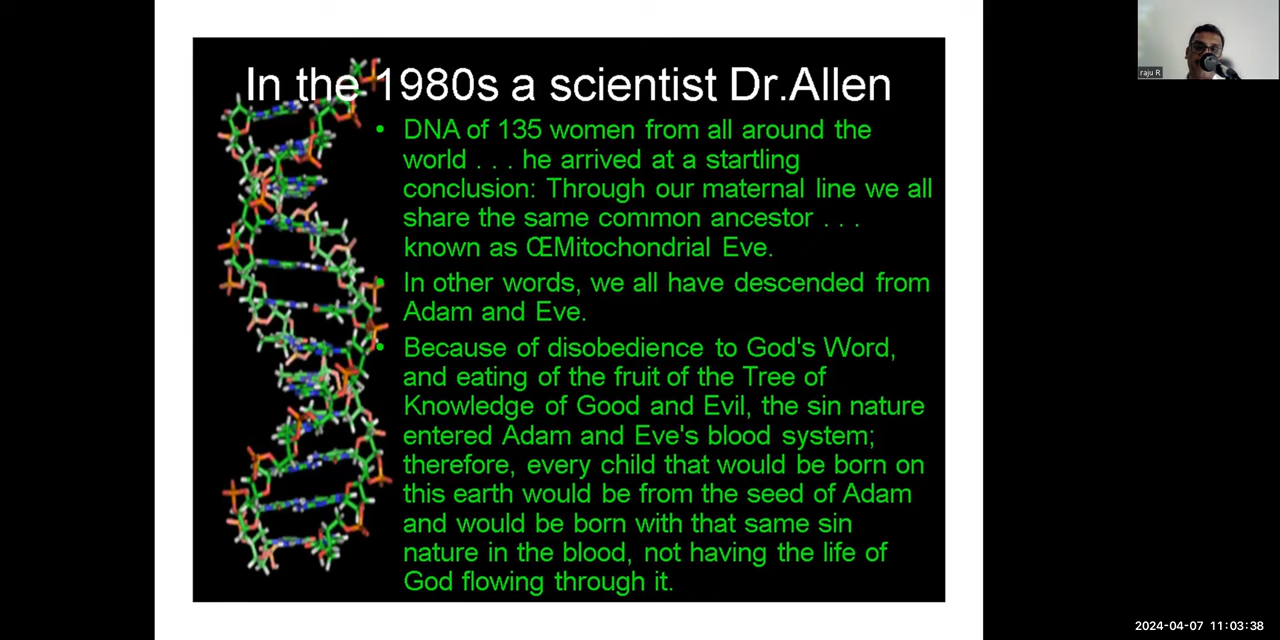 In the 1980s a scientist Dr.Allen
• DNA of 135 women from all around the
world . . . he arrived at a startling
conclusion: Through our maternal line we all
share the same common ancestor . . .
known as ŒMitochondrial Eve.
• In other words, we all have descended from
Adam and Eve.
• Because of disobedience to God's Word,
and eating of the fruit of the Tree of
Knowledge of Good and Evil, the sin nature
entered Adam and Eve's blood system;
therefore, every child that would be born on
this earth would be from the seed of Adam
and would be born with that same sin
nature in the blood, not having the life of
God flowing through it.
raju R
2024-04-07 11:03:38